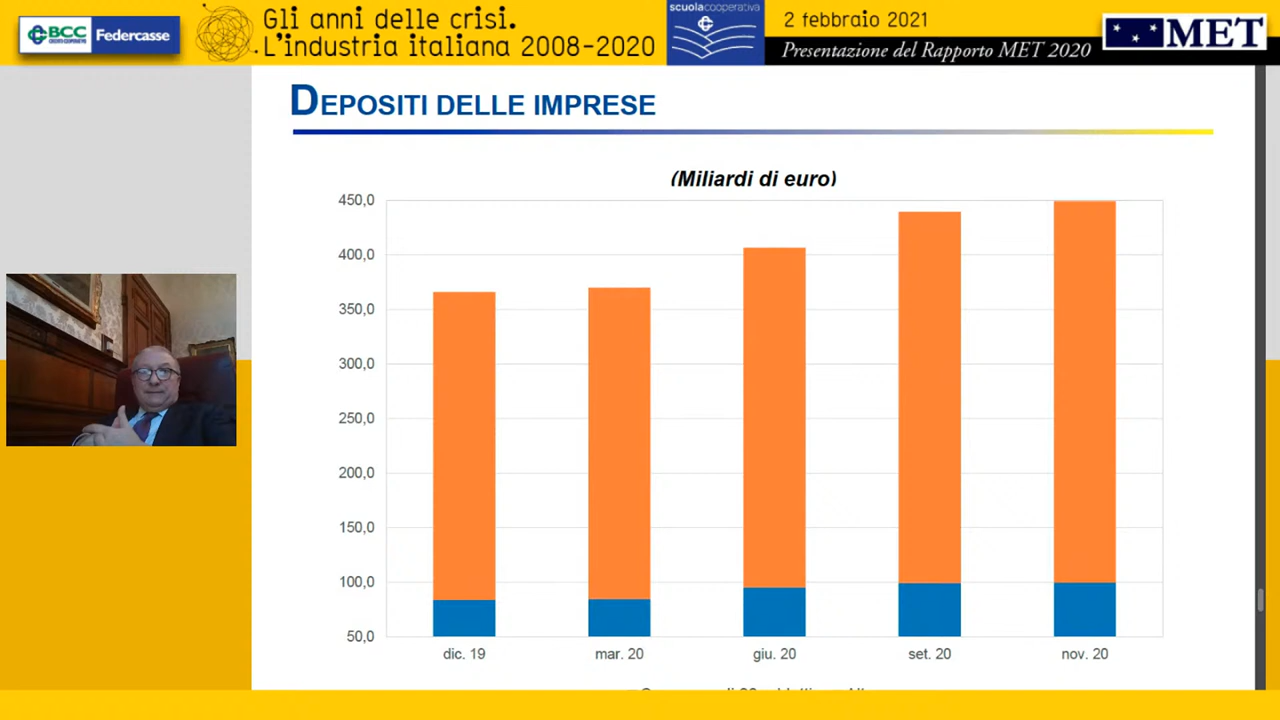 BCC
CREDITO COOPERATIVO
Federcasse
Gli anni delle crisi.
L'industria italiana 2008-2020
scuolacooperativa
2 febbraio 2021
Presentazione del Rapporto MET 2020
MET
DEPOSITI DELLE IMPRESE
(Miliardi di euro)
450,0
400,0
350,0
300,0
250,0
200,0
150,0
100,0
50,0
dic. 19
mar. 20
giu. 20
set. 20
nov. 20